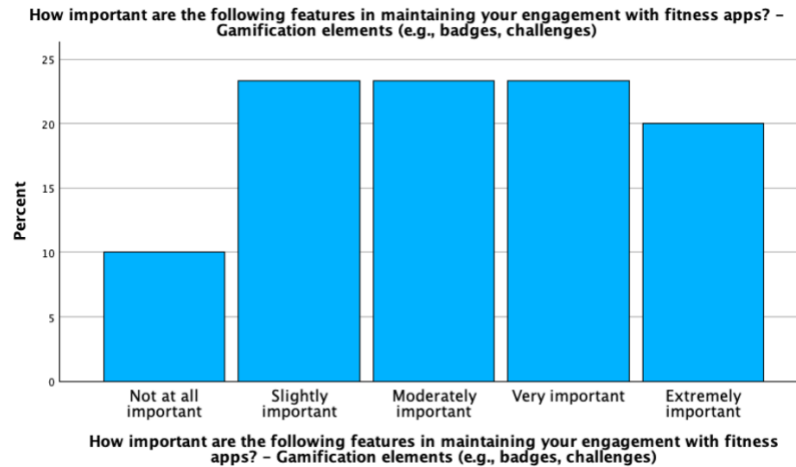 How important are the following features in maintaining your engagement with fitness apps? –
Gamification elements (e.g., badges, challenges)
25
20
15
10
5
0
Percent
Not at all
important
Slightly
important
Moderately
important
Very important
Extremely
important
How important are the following features in maintaining your engagement with fitness
apps? – Gamification elements (e.g., badges, challenges)